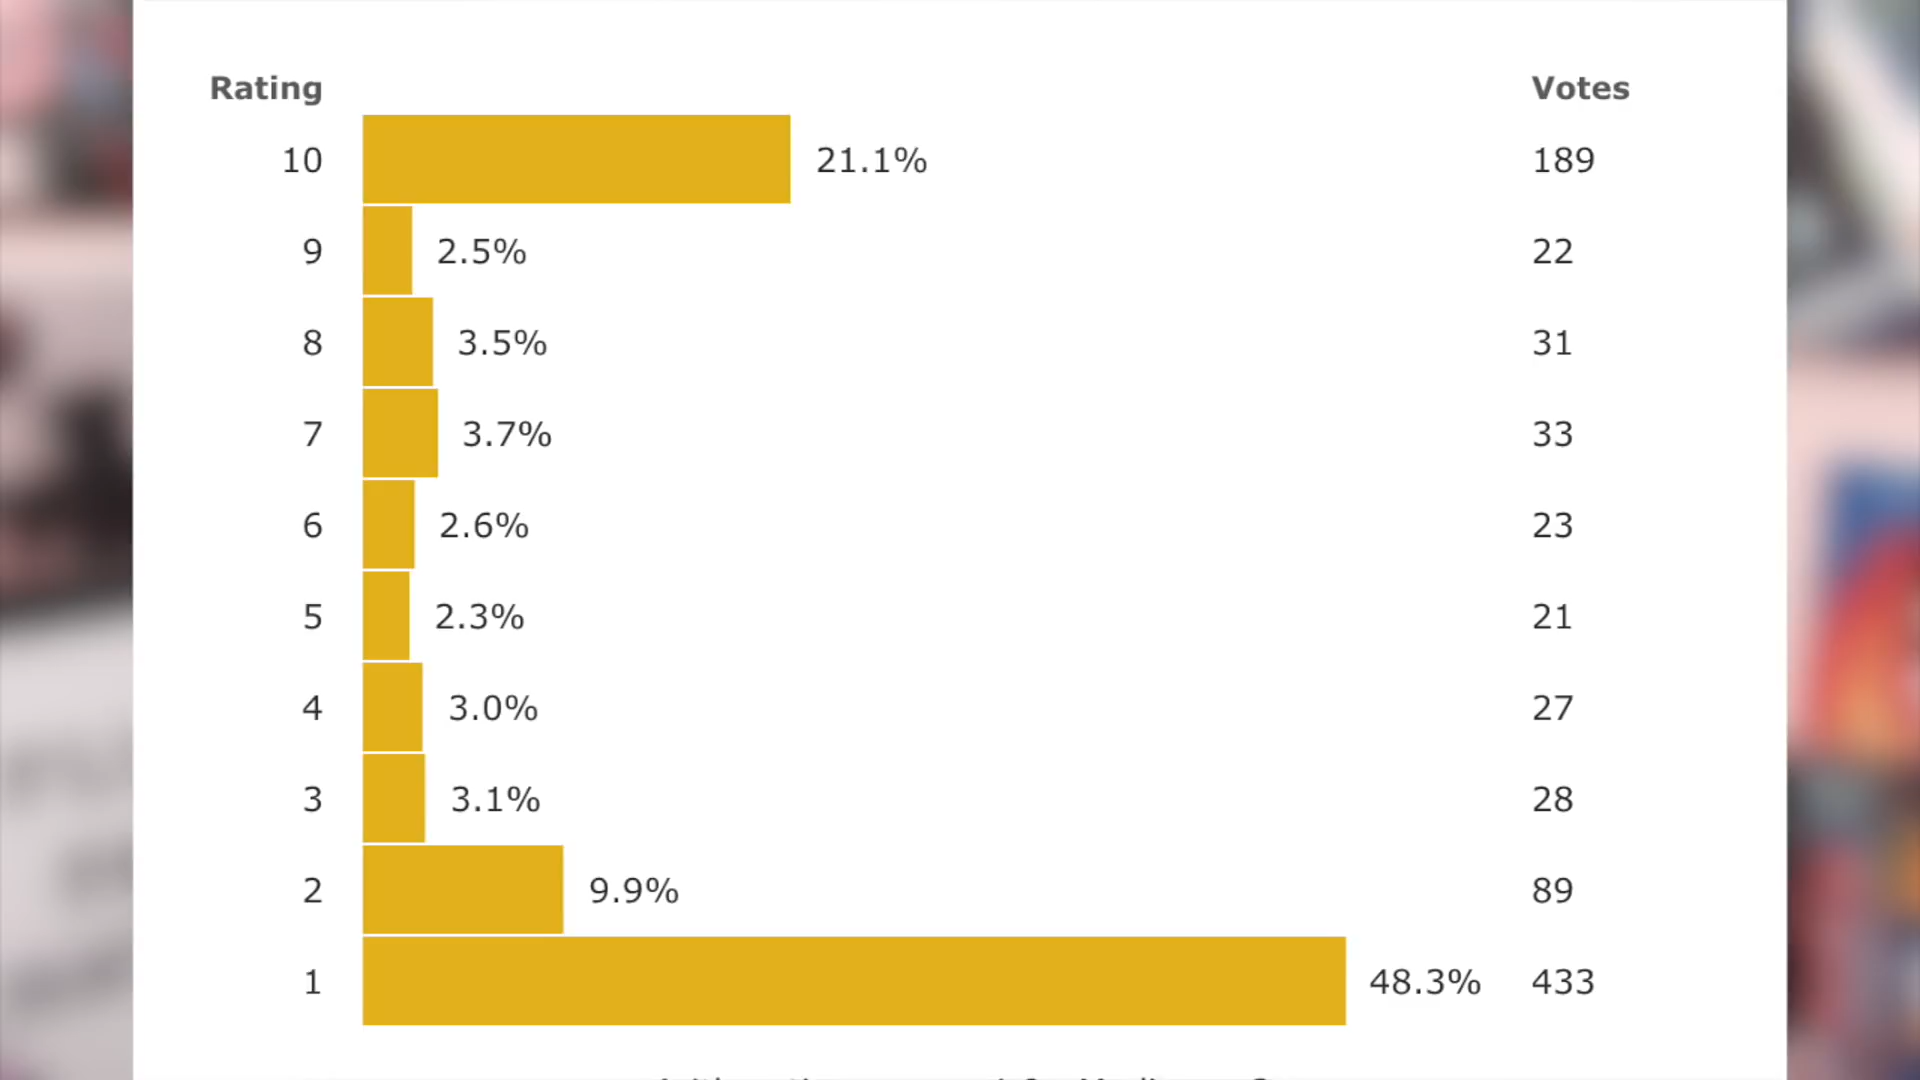 Rating Votes
10 21.1% 189
9 2.5% 22
8 3.5% 31
7 3.7% 33
6 2.6% 23
5 2.3% 21
4 3.0% 27
3 3.1% 28
2 9.9% 89
1 48.3% 433